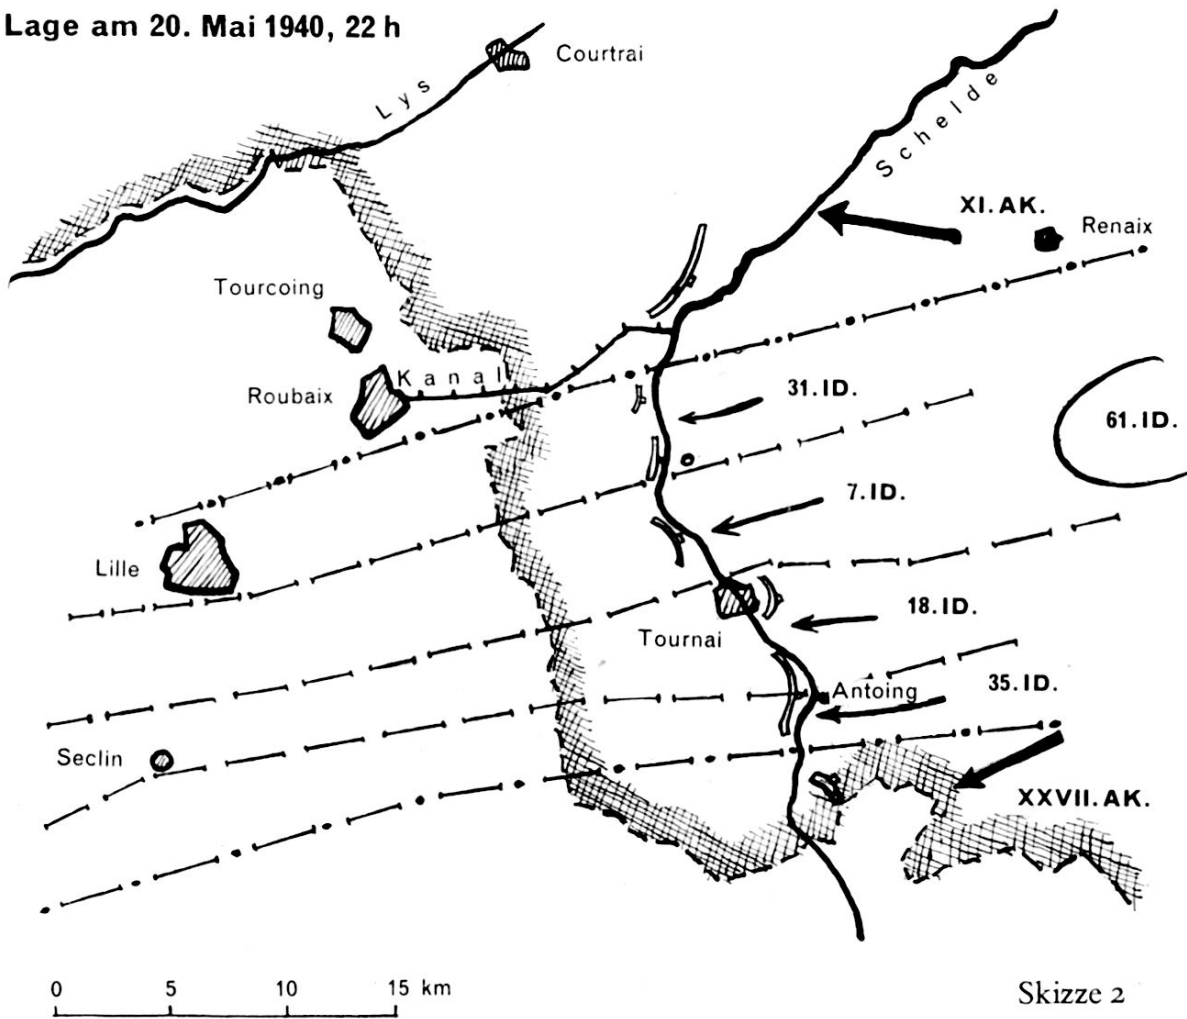 Lage am 20. Mai 1940, 22 h
Courtrai
Lys
Schelde
XI. AK.
Renaix
Tourcoing
Kanal
Roubaix
31. ID.
61. ID.
7. ID.
Lille
18. ID.
Tournai
Antoing
35. ID.
Seclin
XXVII. AK.
0 5 10 15 km
Skizze 2